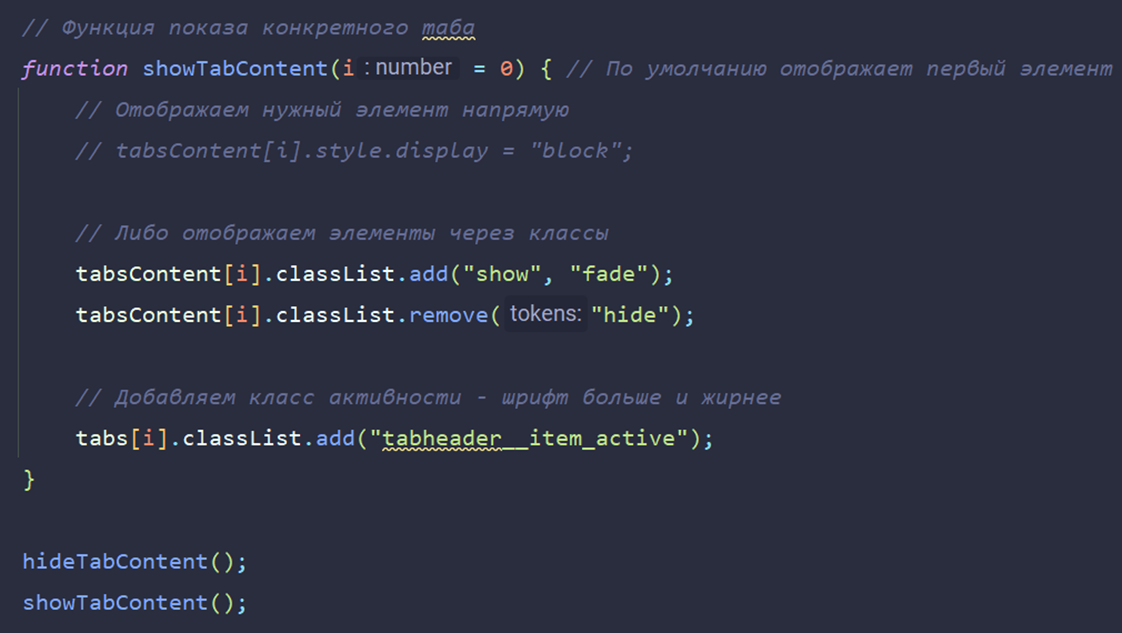 // Функция показа конкретного таба
function showTabContent(i : number = 0) { // По умолчанию отображает первый элемент
// Отображаем нужный элемент напрямую
// tabsContent[i].style.display = "block";
// Либо отображаем элементы через классы
tabsContent[i].classList.add("show", "fade");
tabsContent[i].classList.remove( tokens: "hide");
// Добавляем класс активности - шрифт больше и жирнее
tabs[i].classList.add("tabheader__item_active");
}
hideTabContent();
showTabContent();